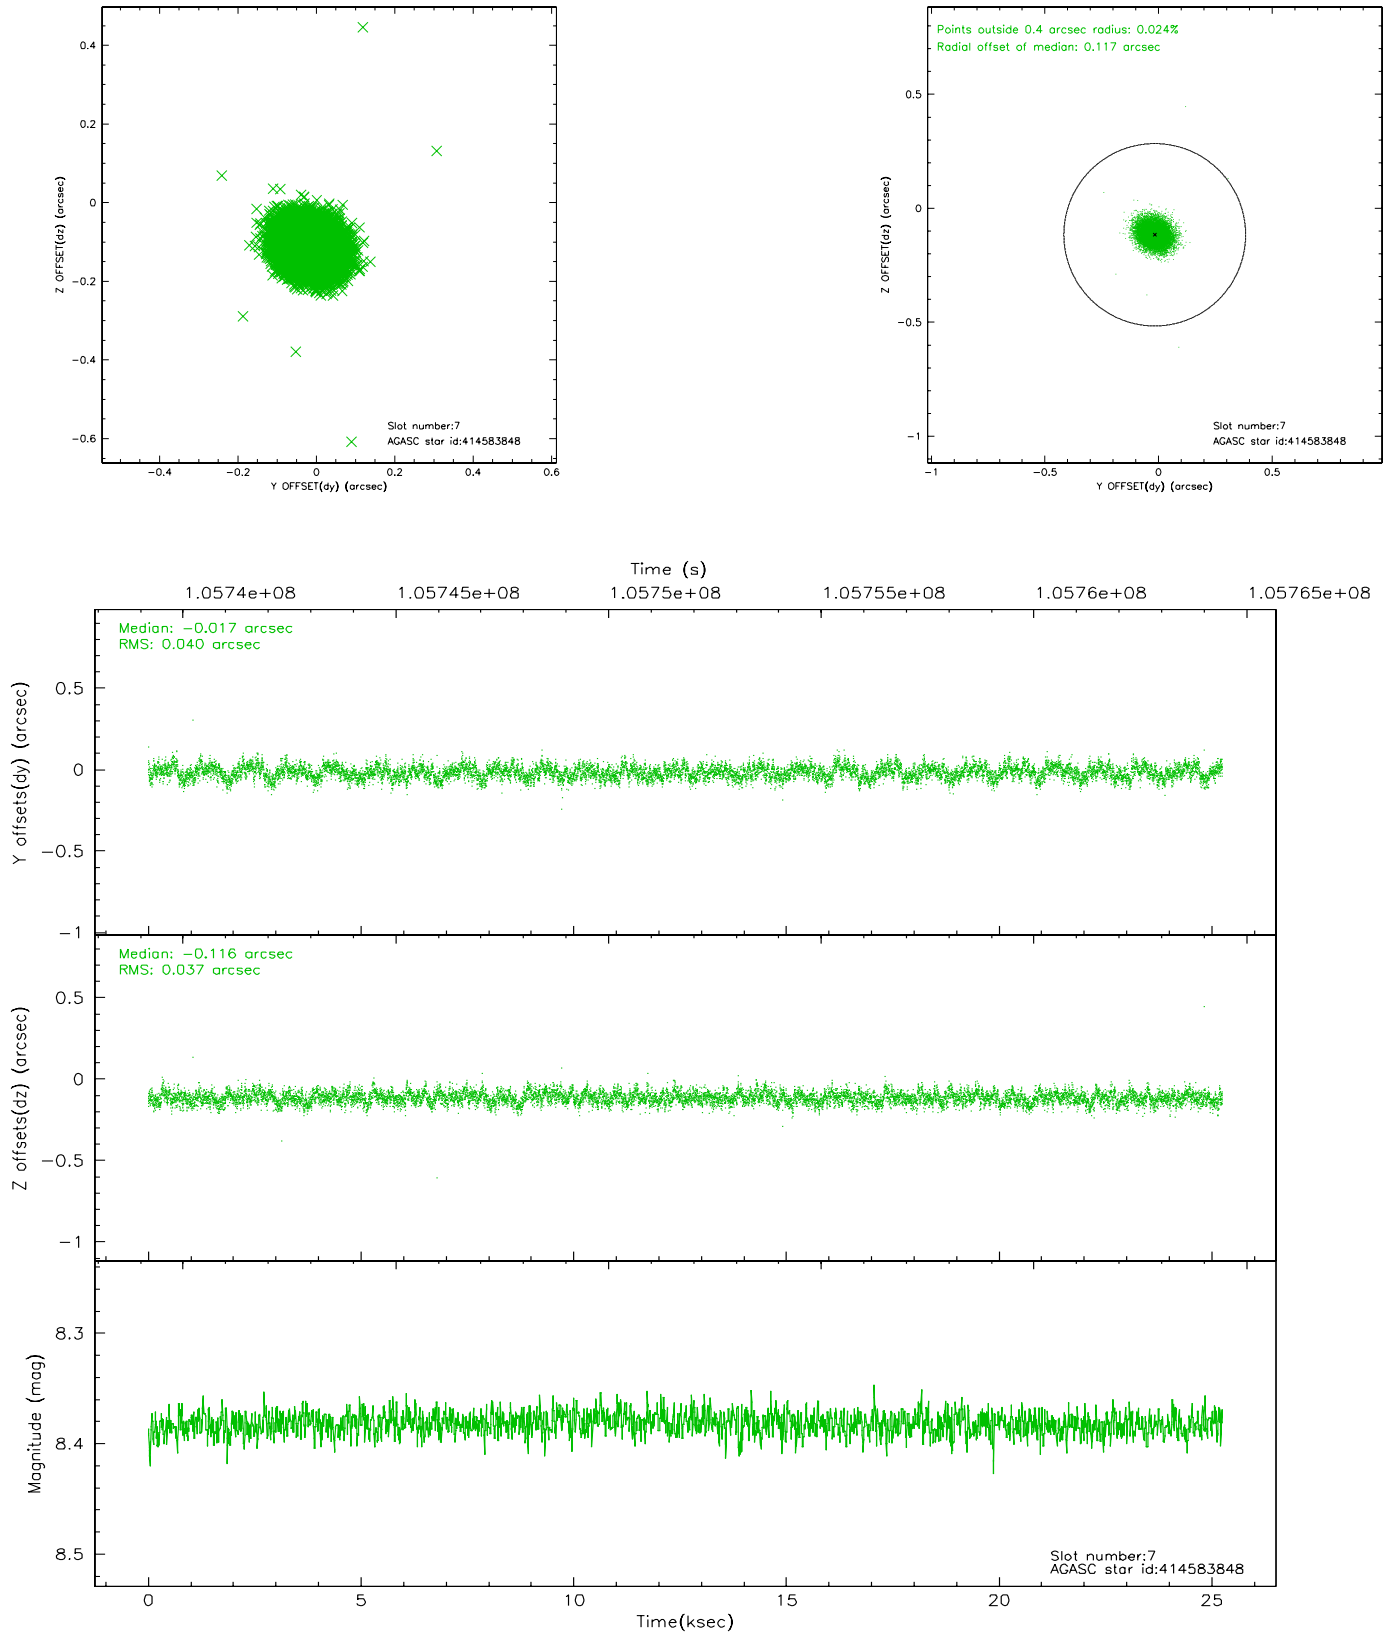 0.4
0.2
0
−0.2
−0.4
−0.6
Z OFFSET(dz) (arcsec)
Slot number:7
AGASC star id:414583848
−0.4 −0.2 0 0.2 0.4 0.6
Y OFFSET(dy) (arcsec)
Points outside 0.4 arcsec radius: 0.024%
Radial offset of median: 0.117 arcsec
0.5
0
−0.5
−1
Z OFFSET(dz) (arcsec)
Slot number:7
AGASC star id:414583848
−1 −0.5 0 0.5
Y OFFSET(dy) (arcsec)
Time (s)
1.0574e+08 1.05745e+08 1.0575e+08 1.05755e+08 1.0576e+08 1.05765e+08
Median: −0.017 arcsec
RMS: 0.040 arcsec
0.5
0
−0.5
−1
Y offsets(dy) (arcsec)
Median: −0.116 arcsec
RMS: 0.037 arcsec
0.5
0
−0.5
−1
Z offsets(dz) (arcsec)
8.3
8.4
8.5
Magnitude (mag)
Slot number:7
AGASC star id:414583848
0 5 10 15 20 25
Time(ksec)